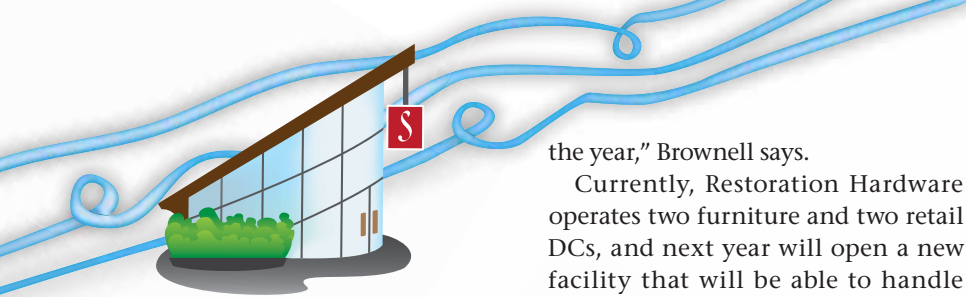 S
the year,” Brownell says.
Currently, Restoration Hardware
operates two furniture and two retail
DCs, and next year will open a new
facility that will be able to handle